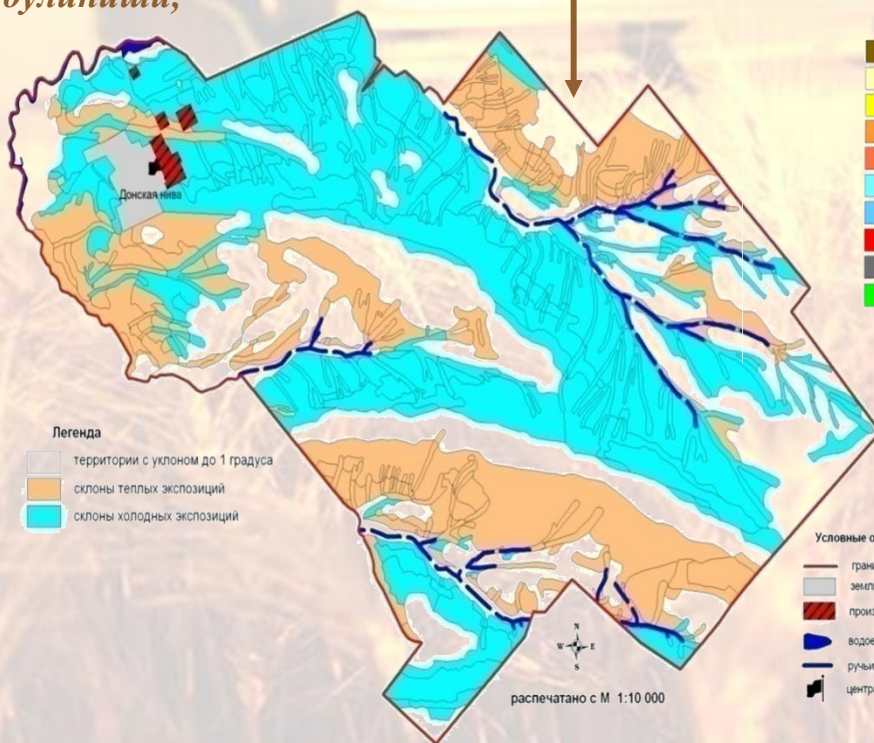 Донская нива
Легенда
территории с уклоном до 1 градуса
склоны теплых экспозиций
склоны холодных экспозиций
N
W E
S
распечатано с М 1:10 000
Условные о
грани
земл
произ
водое
ручьи
центра